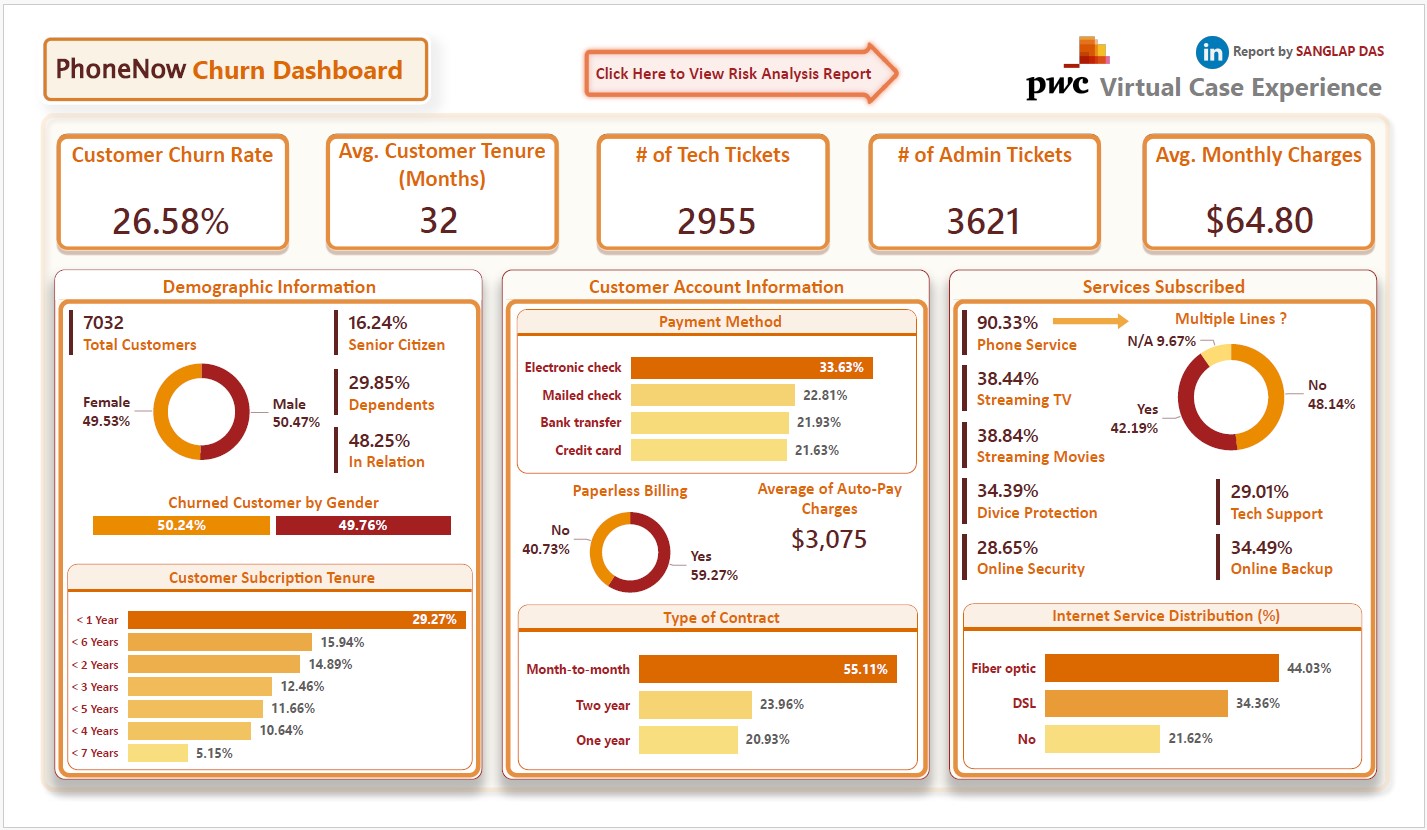 PhoneNow Churn Dashboard
Click Here to View Risk Analysis Report
in
Report by SANGLAP DAS
pwc Virtual Case Experience
Customer Churn Rate
26.58%
Avg. Customer Tenure
(Months)
32
# of Tech Tickets
2955
# of Admin Tickets
3621
Avg. Monthly Charges
$64.80
Demographic Information
7032
Total Customers
16.24%
Senior Citizen
29.85%
Dependents
48.25%
In Relation
Female
49.53%
Male
50.47%
Churned Customer by Gender
50.24%
49.76%
Customer Subcription Tenure
< 1 Year 29.27%
< 6 Years 15.94%
< 2 Years 14.89%
< 3 Years 12.46%
< 5 Years 11.66%
< 4 Years 10.64%
< 7 Years 5.15%
Customer Account Information
Payment Method
Electronic check 33.63%
Mailed check 22.81%
Bank transfer 21.93%
Credit card 21.63%
Paperless Billing
No
40.73%
Yes
59.27%
Average of Auto-Pay
Charges
$3,075
Type of Contract
Month-to-month 55.11%
Two year 23.96%
One year 20.93%
Services Subscribed
90.33%
Phone Service
Multiple Lines ?
N/A 9.67%
No
48.14%
Yes
42.19%
38.44%
Streaming TV
38.84%
Streaming Movies
34.39%
Divice Protection
29.01%
Tech Support
28.65%
Online Security
34.49%
Online Backup
Internet Service Distribution (%)
Fiber optic 44.03%
DSL 34.36%
No 21.62%